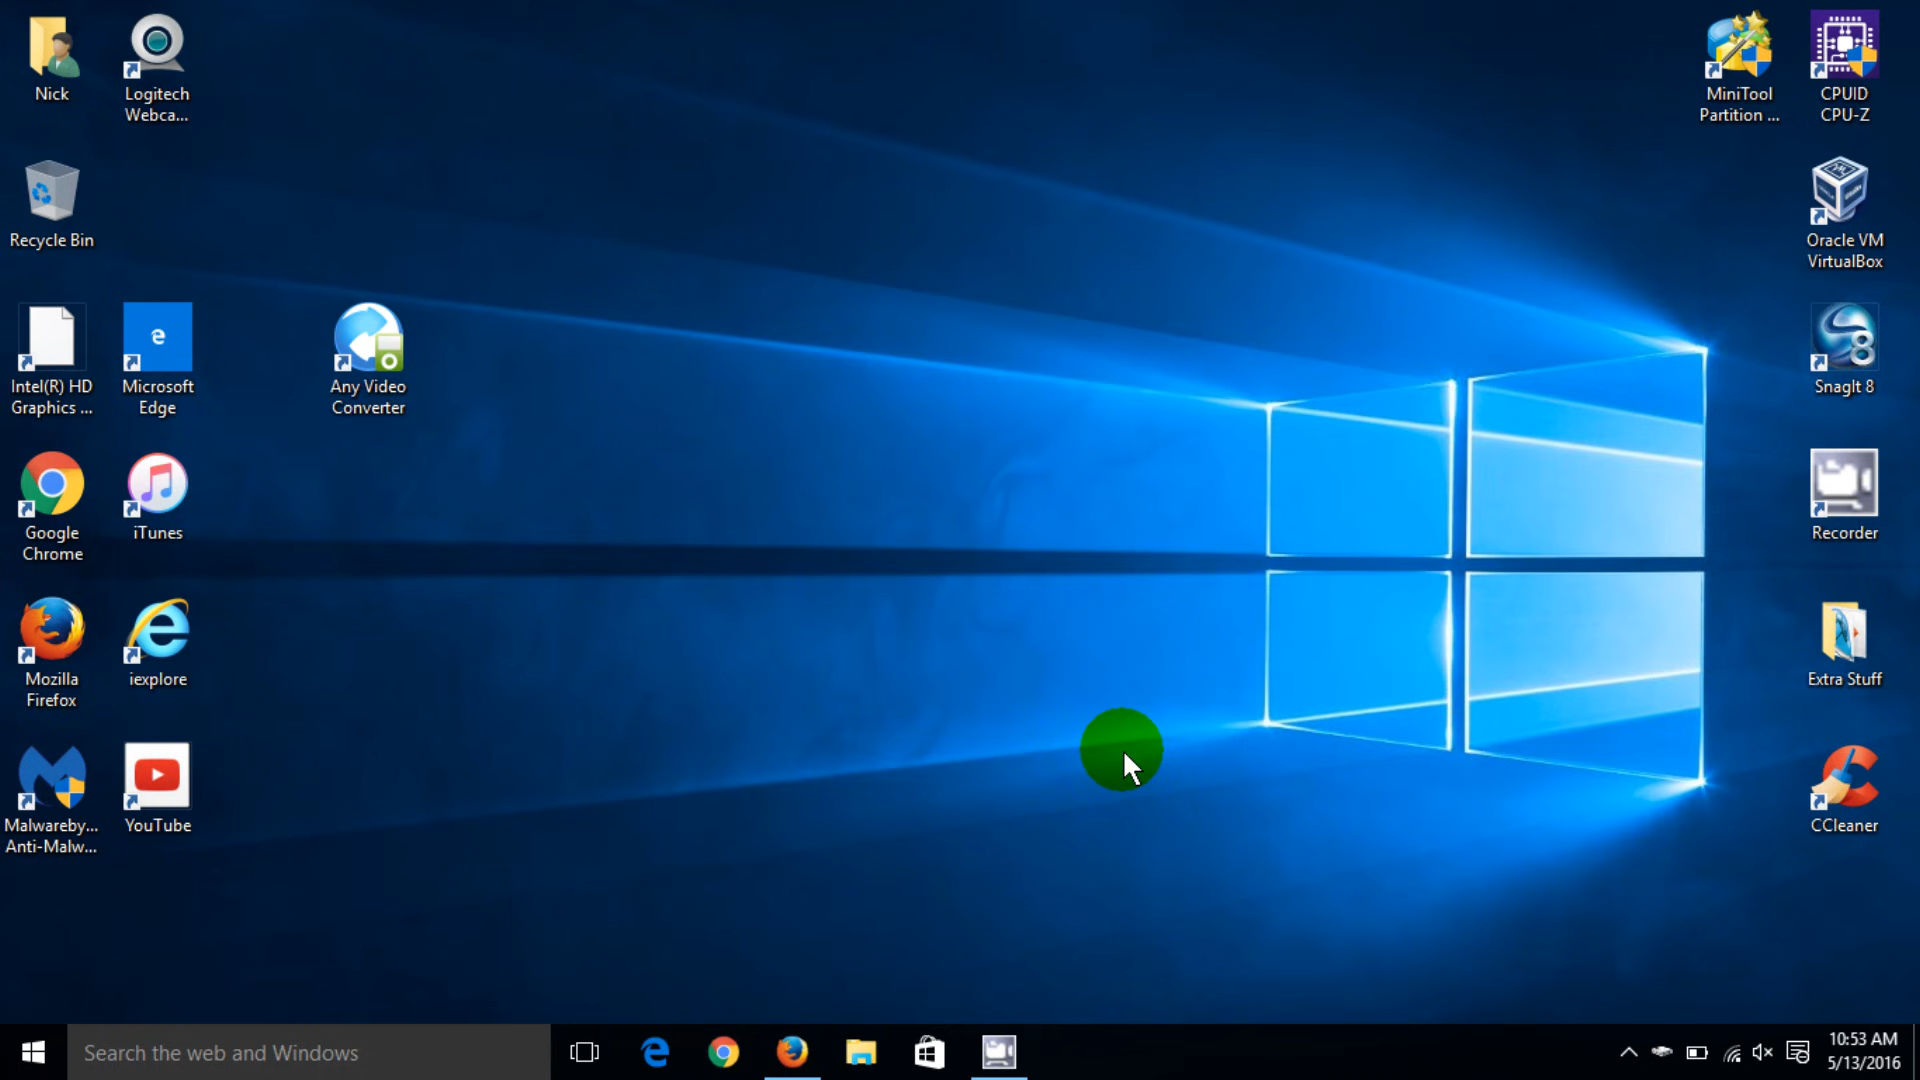 Nick
Logitech
Webca...
MiniTool
Partition ...
CPUID
CPU-Z
Recycle Bin
Oracle VM
VirtualBox
Intel(R) HD
Graphics ...
Microsoft
Edge
Any Video
Converter
SnagIt 8
Google
Chrome
iTunes
Recorder
Mozilla
Firefox
iexplore
Extra Stuff
Malwareby...
Anti-Malw...
YouTube
CCleaner
Search the web and Windows
10:53 AM
5/13/2016